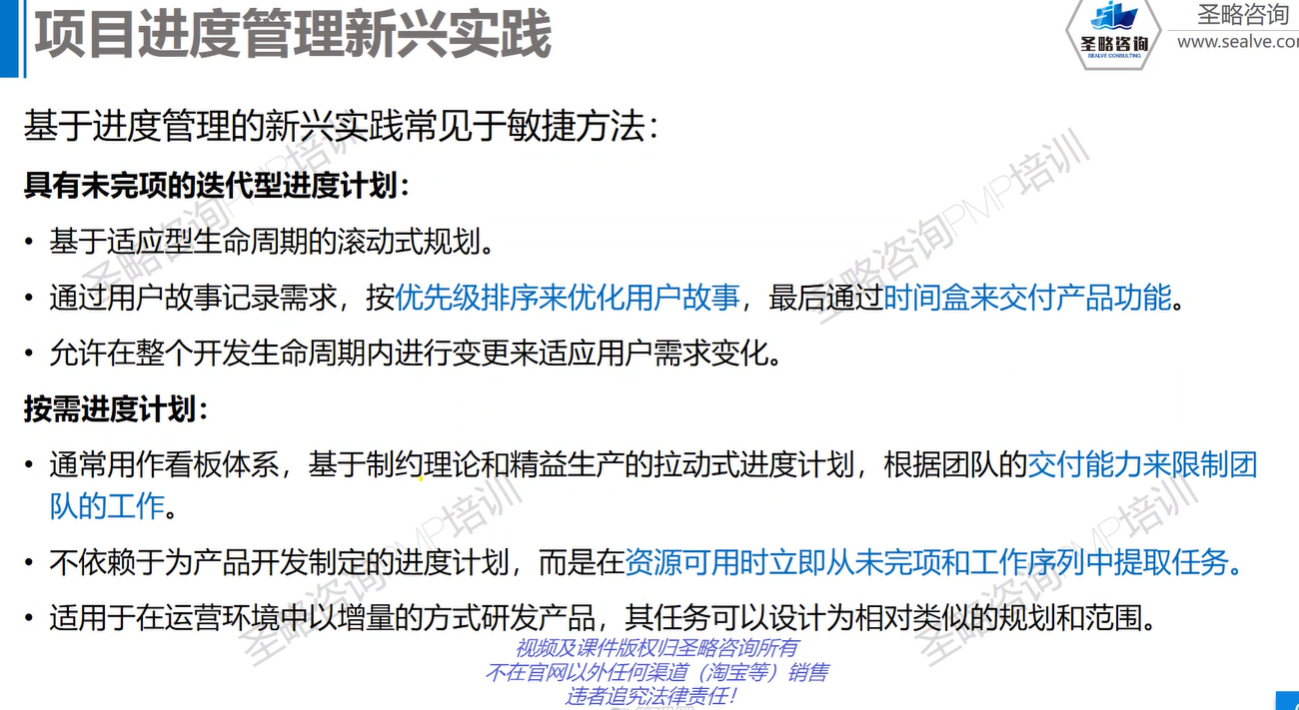 项目进度管理新兴实践
圣略咨询
SEALVE CONSULTING
圣略咨询
www.sealve.co
基于进度管理的新兴实践常见于敏捷方法：
具有未完项的迭代型进度计划：
• 基于适应型生命周期的滚动式规划。
• 通过用户故事记录需求，按优先级排序来优化用户故事，最后通过时间盒来交付产品功能。
• 允许在整个开发生命周期内进行变更来适应用户需求变化。
按需进度计划：
• 通常用作看板体系，基于制约理论和精益生产的拉动式进度计划，根据团队的交付能力来限制团
队的工作。
• 不依赖于为产品开发制定的进度计划，而是在资源可用时立即从未完项和工作序列中提取任务。
• 适用于在运营环境中以增量的方式研发产品，其任务可以设计为相对类似的规划和范围。
圣略咨询PMP培训
圣略咨询PMP培训
圣略咨询PMP培训
圣略咨询PMP培训
视频及课件版权归圣略咨询所有
不在官网以外任何渠道（淘宝等）销售
违者追究法律责任！